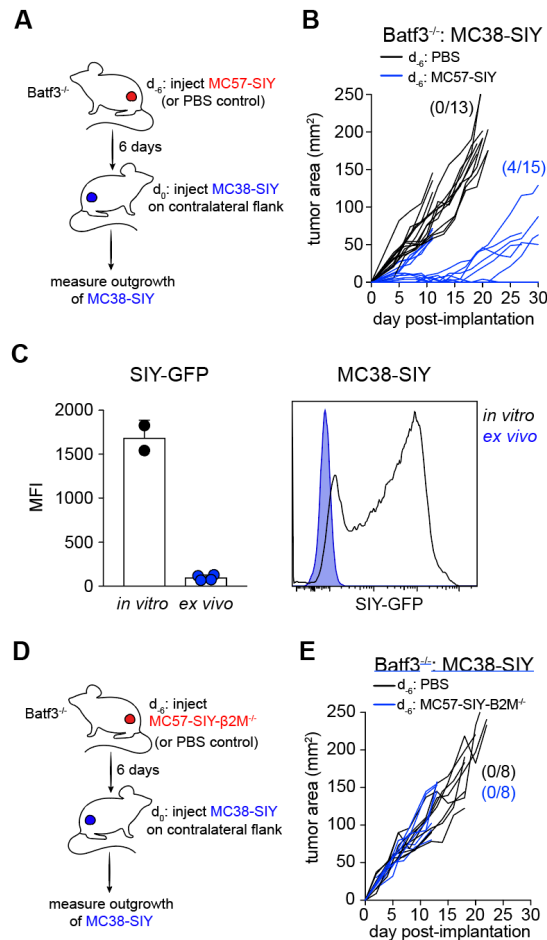 A
Batf3-/-
d-6: inject MC57-SIY
(or PBS control)
6 days
d0: inject MC38-SIY
on contralateral flank
measure outgrowth
of MC38-SIY
B
Batf3-/-: MC38-SIY
d-6: PBS
d-6: MC57-SIY
tumor area (mm2)
250
200
150
100
50
0
(0/13)
(4/15)
0 5 10 15 20 25 30
day post-implantation
C
SIY-GFP
MFI
2000
1500
1000
500
0
in vitro ex vivo
MC38-SIY
in vitro
ex vivo
SIY-GFP
D
Batf3-/-
d-6: inject
MC57-SIY-β2M-/-
(or PBS control)
6 days
d0: inject MC38-SIY
on contralateral flank
measure outgrowth
of MC38-SIY
E
Batf3-/-: MC38-SIY
d-6: PBS
d-6: MC57-SIY-B2M-/-
tumor area (mm2)
250
200
150
100
50
0
(0/8)
(0/8)
0 5 10 15 20 25 30
day post-implantation